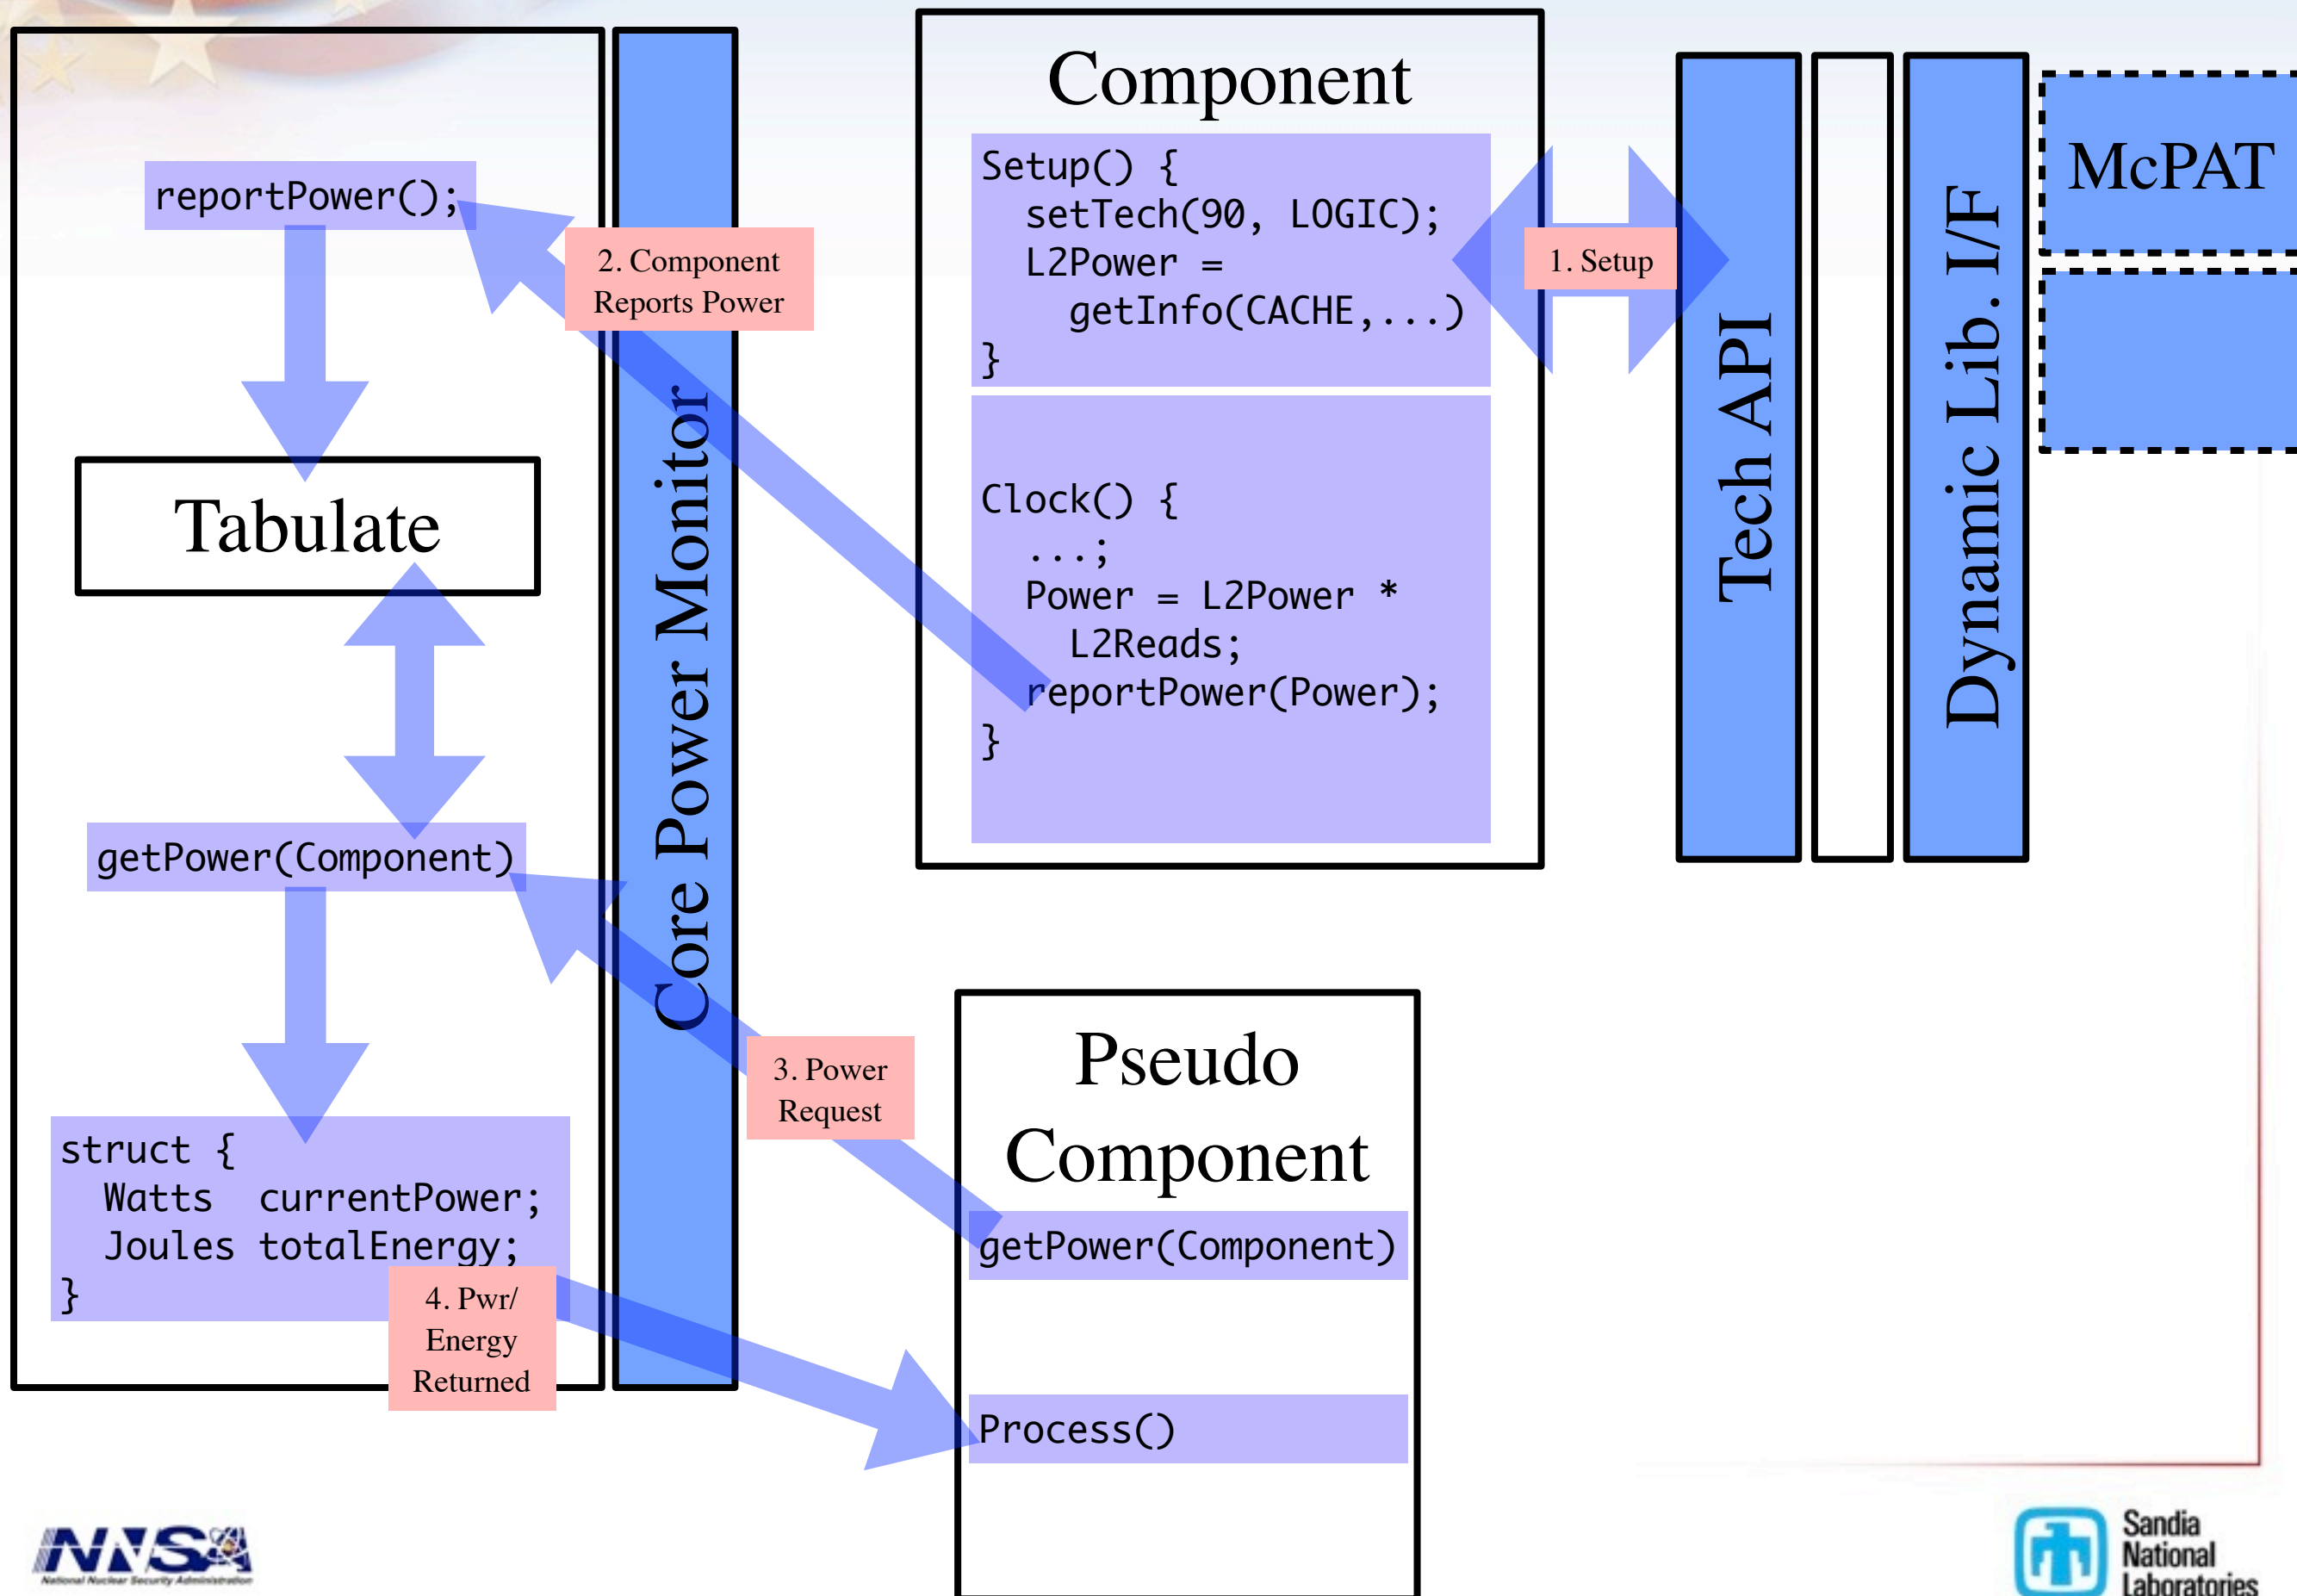 reportPower();
Tabulate
getPower(Component)
struct {
  Watts  currentPower;
  Joules totalEnergy;
}
Core Power Monitor
2. Component
Reports Power
3. Power
Request
4. Pwr/
Energy
Returned
Component
Setup() {
  setTech(90, LOGIC);
  L2Power =
    getInfo(CACHE,...)
}
Clock() {
  ...;
  Power = L2Power *
    L2Reads;
  reportPower(Power);
}
1. Setup
Tech API
Dynamic Lib. I/F
McPAT
Pseudo
Component
getPower(Component)
Process()
NNSA
National Nuclear Security Administration
Sandia
National
Laboratories